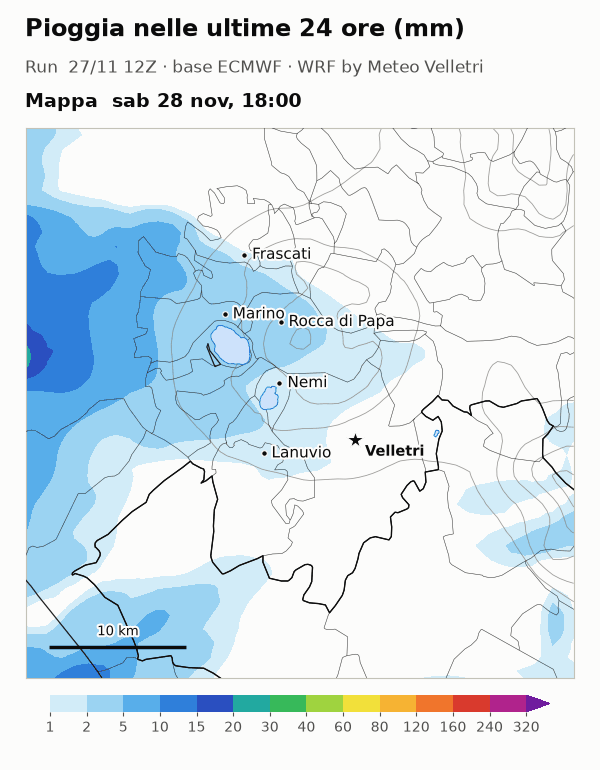 Pioggia nelle ultime 24 ore (mm)
Run  27/11 12Z · base ECMWF · WRF by Meteo Velletri
Mappa  sab 28 nov, 18:00
Frascati
Marino
Rocca di Papa
Nemi
Velletri
Lanuvio
10 km
1 2 5 10 15 20 30 40 60 80 120 160 240 320